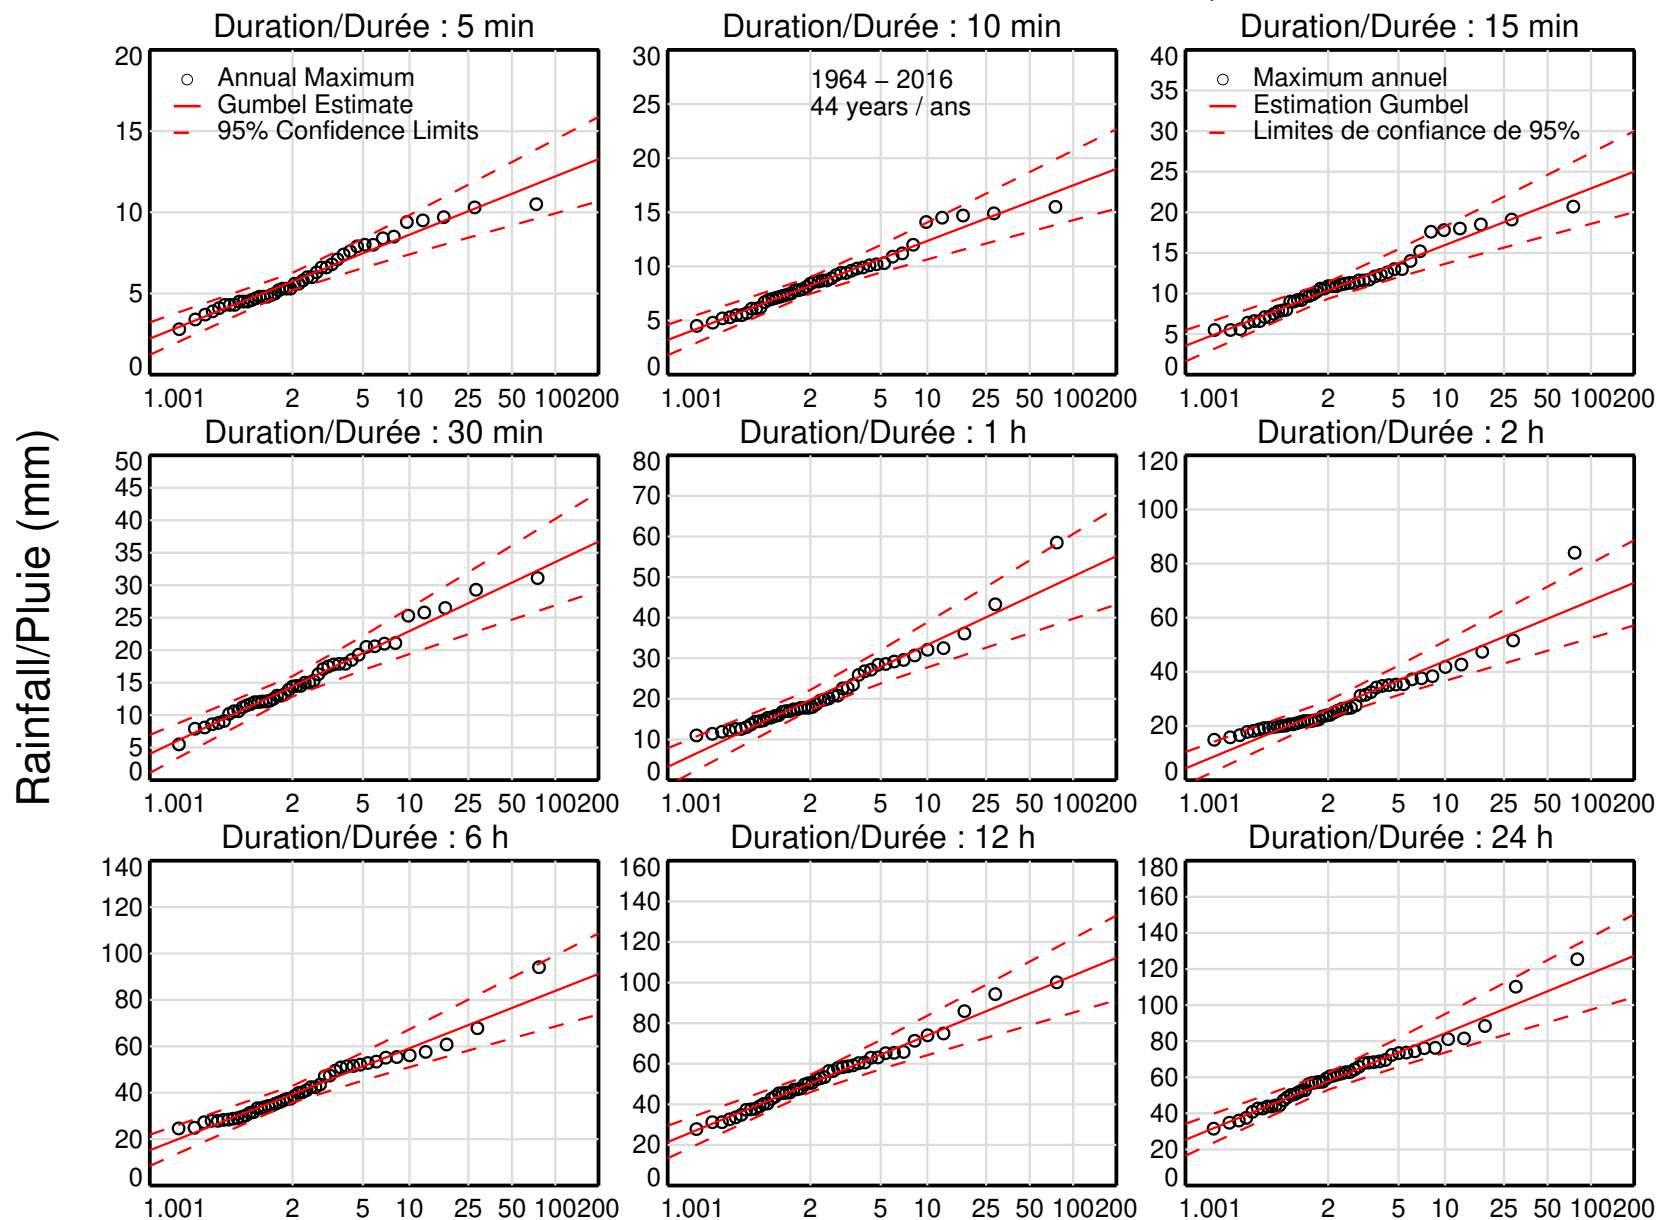 Duration/Durée : 5 min
20
15
10
5
0
○ Annual Maximum
— Gumbel Estimate
– 95% Confidence Limits
1.001 2 5 10 25 50 100200
Duration/Durée : 10 min
30
25
20
15
10
5
0
1964 – 2016
44 years / ans
1.001 2 5 10 25 50 100200
Duration/Durée : 15 min
40
35
30
25
20
15
10
5
0
○ Maximum annuel
— Estimation Gumbel
– Limites de confiance de 95%
1.001 2 5 10 25 50 100200
Rainfall/Pluie (mm)
Duration/Durée : 30 min
50
45
40
35
30
25
20
15
10
5
0
1.001 2 5 10 25 50 100200
Duration/Durée : 1 h
80
70
60
50
40
30
20
10
0
1.001 2 5 10 25 50 100200
Duration/Durée : 2 h
120
100
80
60
40
20
0
1.001 2 5 10 25 50 100200
Duration/Durée : 6 h
140
120
100
80
60
40
20
0
1.001 2 5 10 25 50 100200
Duration/Durée : 12 h
160
140
120
100
80
60
40
20
0
1.001 2 5 10 25 50 100200
Duration/Durée : 24 h
180
160
140
120
100
80
60
40
20
0
1.001 2 5 10 25 50 100200